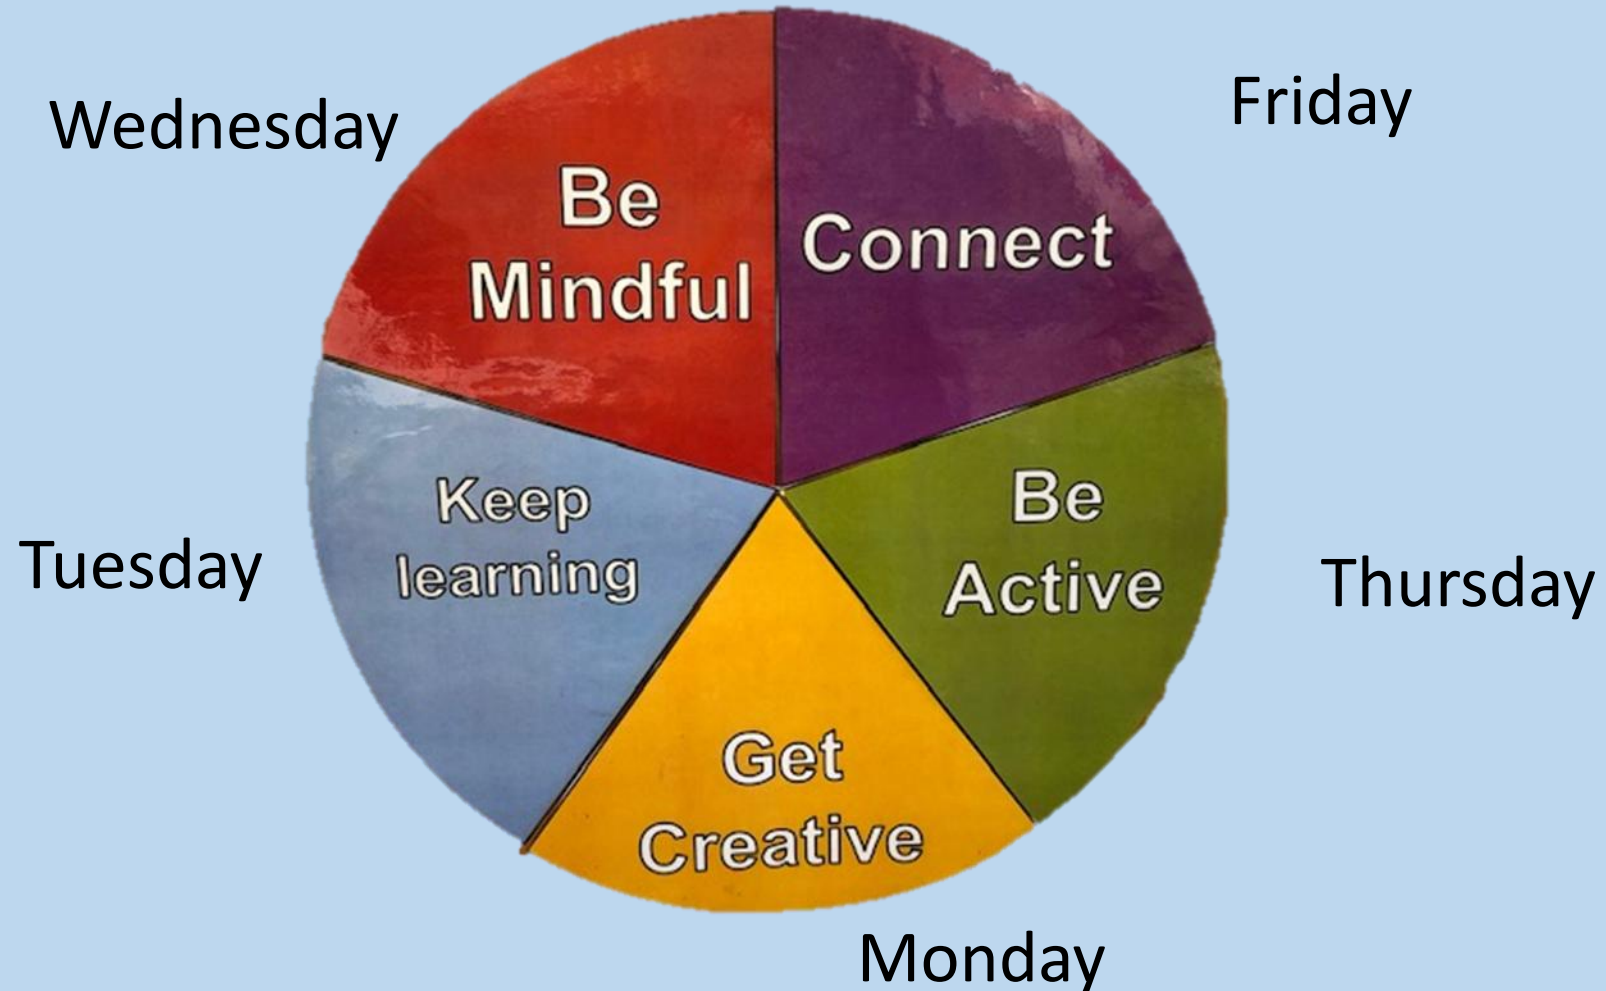 Wednesday
Friday
Be
Mindful
Connect
Keep
learning
Be
Active
Tuesday
Thursday
Get
Creative
Monday